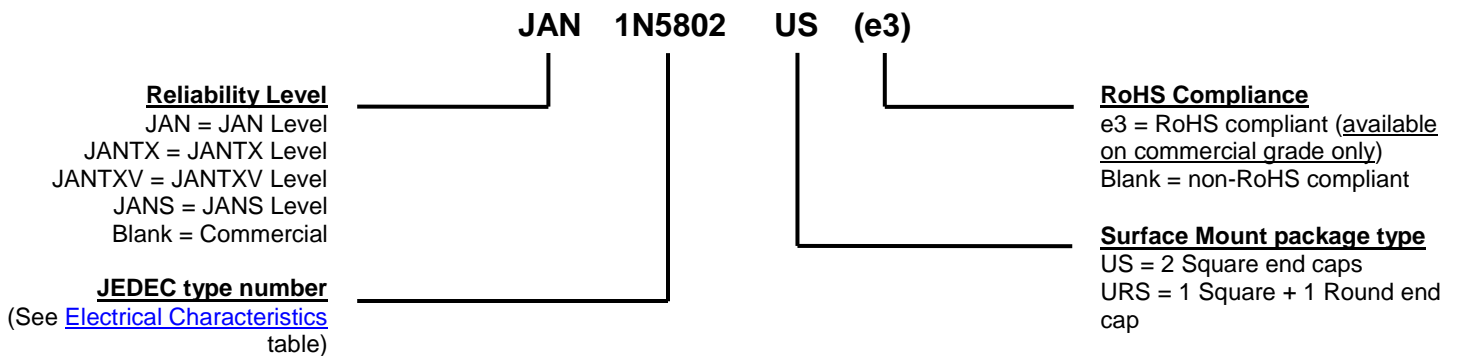 JAN 1N5802 US (e3)
Reliability Level
JAN = JAN Level
JANTX = JANTX Level
JANTXV = JANTXV Level
JANS = JANS Level
Blank = Commercial
JEDEC type number
(See Electrical Characteristics
table)
RoHS Compliance
e3 = RoHS compliant (available
on commercial grade only)
Blank = non-RoHS compliant
Surface Mount package type
US = 2 Square end caps
URS = 1 Square + 1 Round end
cap